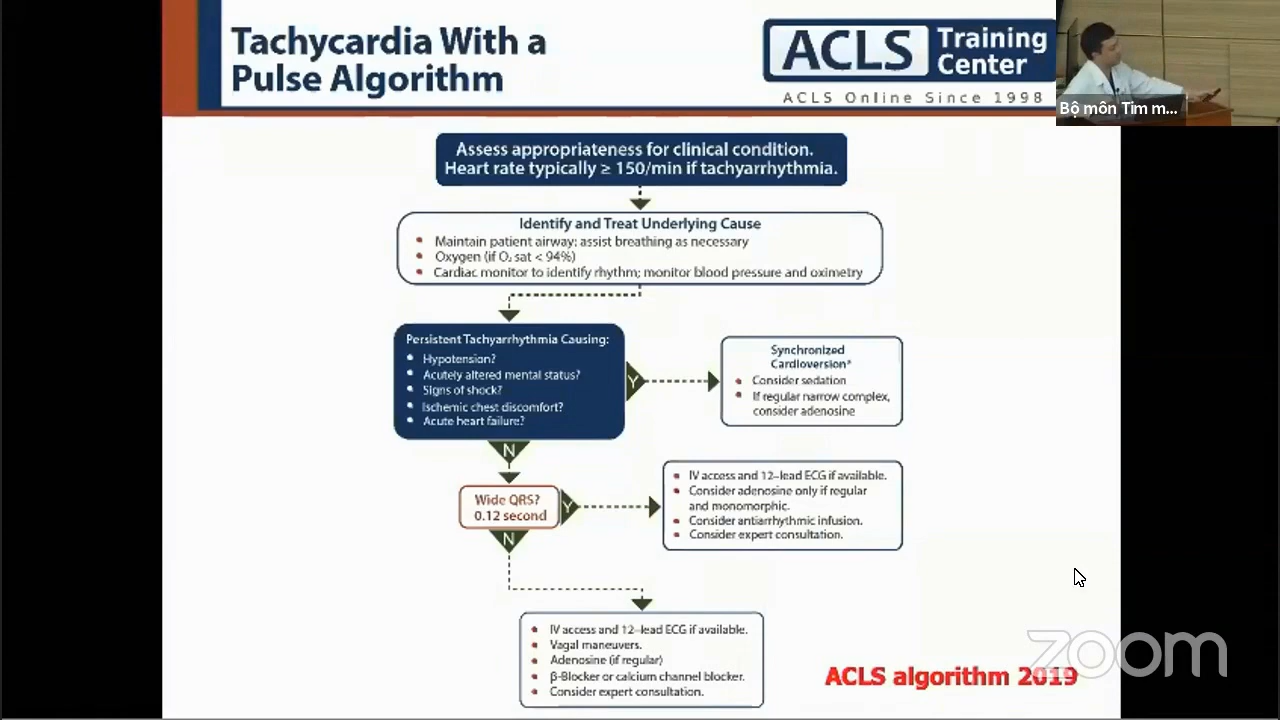 Tachycardia With a
Pulse Algorithm
ACLS
Training
Center
ACLS Online Since 1998
Bộ môn Tim m...
Assess appropriateness for clinical condition.
Heart rate typically ≥ 150/min if tachyarrhythmia.
Identify and Treat Underlying Cause
• Maintain patient airway; assist breathing as necessary
• Oxygen (if O₂ sat < 94%)
• Cardiac monitor to identify rhythm; monitor blood pressure and oximetry
Persistent Tachyarrhythmia Causing:
• Hypotension?
• Acutely altered mental status?
• Signs of shock?
• Ischemic chest discomfort?
• Acute heart failure?
Y
Synchronized
Cardioversion*
• Consider sedation
• If regular narrow complex,
consider adenosine
N
Wide QRS?
0.12 second
Y
• IV access and 12–lead ECG if available.
• Consider adenosine only if regular
and monomorphic.
• Consider antiarrhythmic infusion.
• Consider expert consultation.
N
• IV access and 12–lead ECG if available.
• Vagal maneuvers.
• Adenosine (if regular)
• β-Blocker or calcium channel blocker.
• Consider expert consultation.
zoom
ACLS algorithm 2019